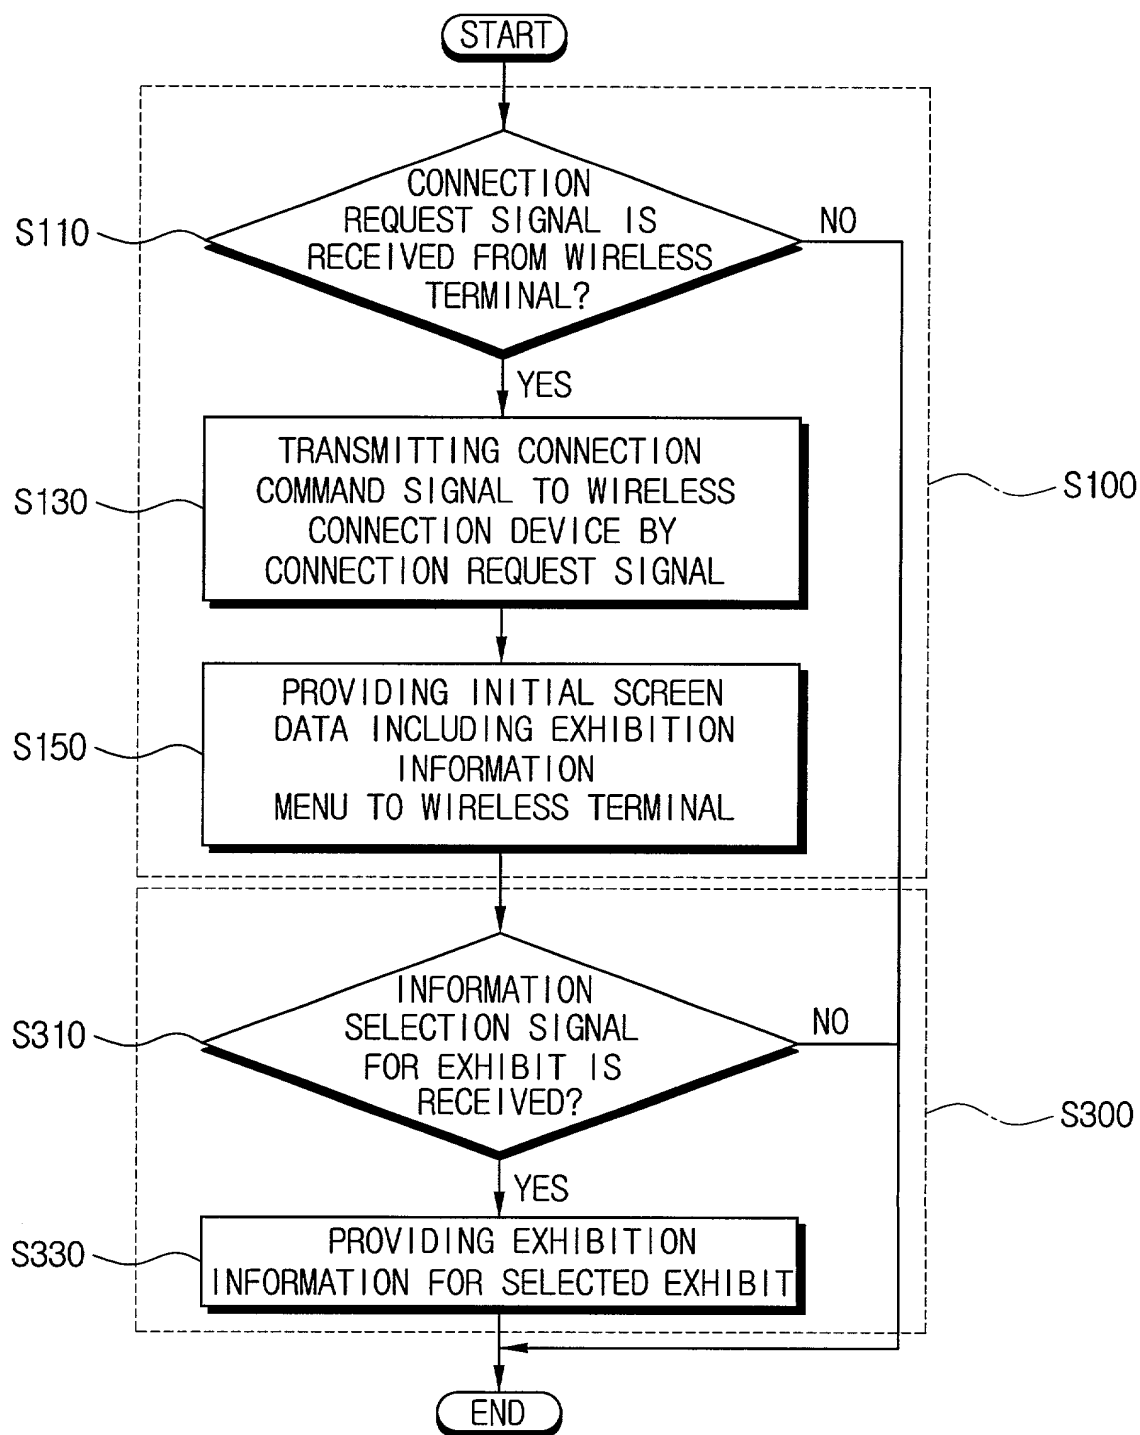 START
CONNECTION
REQUEST SIGNAL IS
RECEIVED FROM WIRELESS
TERMINAL?
S110
NO
YES
TRANSMITTING CONNECTION
COMMAND SIGNAL TO WIRELESS
CONNECTION DEVICE BY
CONNECTION REQUEST SIGNAL
S130
S100
PROVIDING INITIAL SCREEN
DATA INCLUDING EXHIBITION
INFORMATION
MENU TO WIRELESS TERMINAL
S150
INFORMATION
SELECTION SIGNAL
FOR EXHIBIT IS
RECEIVED?
S310
NO
S300
YES
PROVIDING EXHIBITION
INFORMATION FOR SELECTED EXHIBIT
S330
END